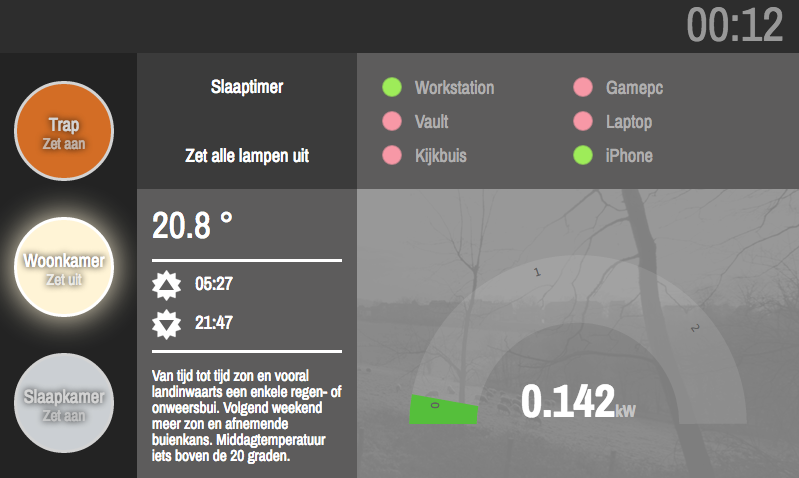 00:12
Trap
Zet aan
Woonkamer
Zet uit
Slaapkamer
Zet aan
Slaaptimer
Zet alle lampen uit
Workstation
Gamepc
Vault
Laptop
Kijkbuis
iPhone
20.8 °
05:27
21:47
Van tijd tot tijd zon en vooral
landinwaarts een enkele regen- of
onweersbui. Volgend weekend
meer zon en afnemende
buienkans. Middagtemperatuur
iets boven de 20 graden.
0
1
2
0.142kW